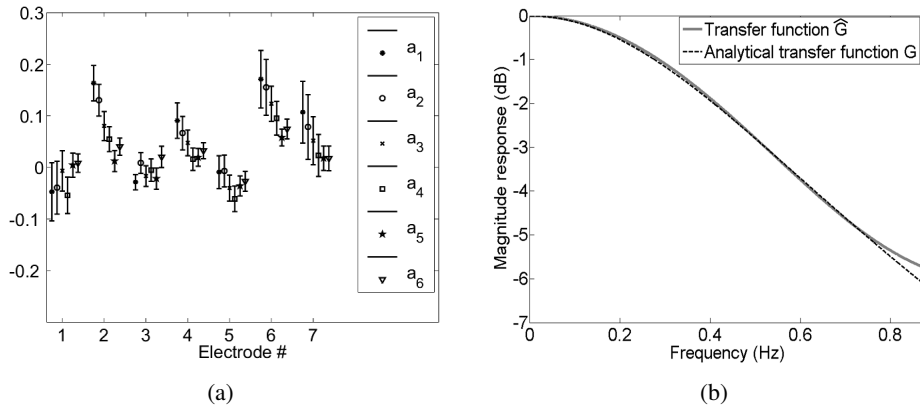 0.3
0.2
0.1
0
-0.1
-0.2
1 2 3 4 5 6 7
Electrode #
a1
a2
a3
a4
a5
a6
(a)
0
-1
-2
-3
-4
-5
-6
-7
0 0.2 0.4 0.6 0.8
Frequency (Hz)
Magnitude response (dB)
Transfer function Ĝ
Analytical transfer function G
(b)